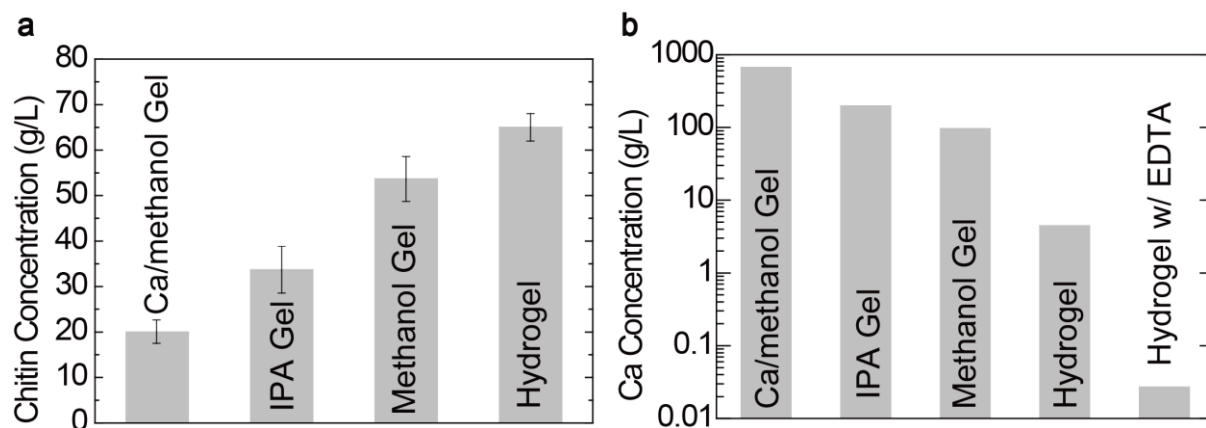 a
Chitin Concentration (g/L)
80
70
60
50
40
30
20
10
0
Ca/methanol Gel
IPA Gel
Methanol Gel
Hydrogel
b
Ca Concentration (g/L)
1000
100
10
1
0.1
0.01
Ca/methanol Gel
IPA Gel
Methanol Gel
Hydrogel
Hydrogel w/ EDTA